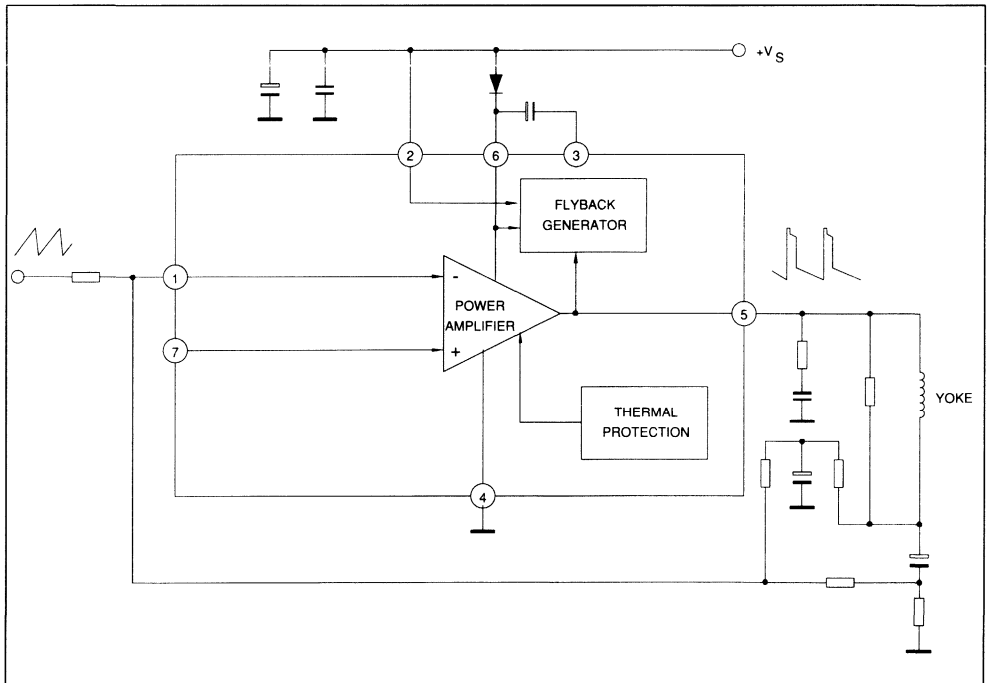 +VS
2
6
3
FLYBACK
GENERATOR
1
-
POWER
AMPLIFIER
5
7
+
YOKE
THERMAL
PROTECTION
4